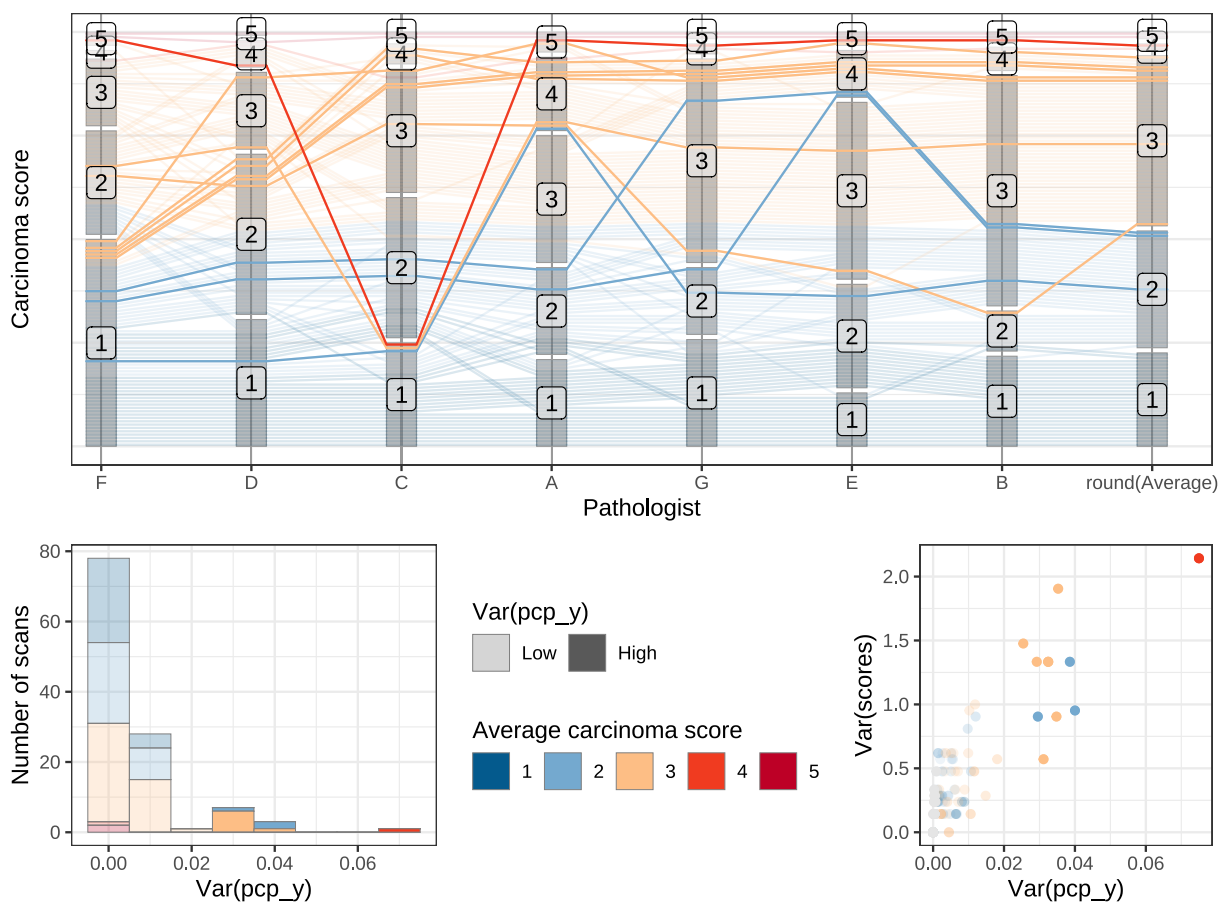 Carcinoma score
5 5 5 5 5 5 5 5
4 4 4 4 4 4 4 4
3 3 3 3 3 3 3 3
2 2 2 2 2 2 2 2
1 1 1 1 1 1 1 1
F D C A G E B round(Average)
Pathologist
Number of scans
80
60
40
20
0
0.00 0.02 0.04 0.06
Var(pcp_y)
Var(pcp_y)
Low High
Average carcinoma score
1 2 3 4 5
Var(scores)
2.0
1.5
1.0
0.5
0.0
0.00 0.02 0.04 0.06
Var(pcp_y)